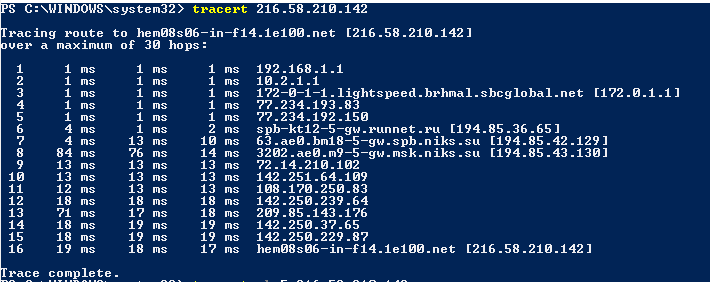 PS C:\WINDOWS\system32> tracert 216.58.210.142
Tracing route to hem08s06-in-f14.1e100.net [216.58.210.142]
over a maximum of 30 hops:
1 1 ms 1 ms 1 ms 192.168.1.1
2 1 ms 1 ms 1 ms 10.2.1.1
3 1 ms 1 ms 1 ms 172-0-1-1.lightspeed.brhmal.sbcglobal.net [172.0.1.1]
4 1 ms 1 ms 1 ms 77.234.193.83
5 1 ms 1 ms 1 ms 77.234.192.150
6 4 ms 1 ms 2 ms spb-kt12-5-gw.runnet.ru [194.85.36.65]
7 4 ms 13 ms 10 ms 63.ae0.bm18-5-gw.spb.niks.su [194.85.42.129]
8 84 ms 76 ms 14 ms 3202.ae0.m9-5-gw.msk.niks.su [194.85.43.130]
9 13 ms 13 ms 13 ms 72.14.210.102
10 13 ms 13 ms 13 ms 142.251.64.109
11 12 ms 13 ms 13 ms 108.170.250.83
12 18 ms 18 ms 18 ms 142.250.239.64
13 71 ms 17 ms 18 ms 209.85.143.176
14 18 ms 19 ms 19 ms 142.250.37.65
15 18 ms 19 ms 19 ms 142.250.229.87
16 19 ms 18 ms 17 ms hem08s06-in-f14.1e100.net [216.58.210.142]
Trace complete.